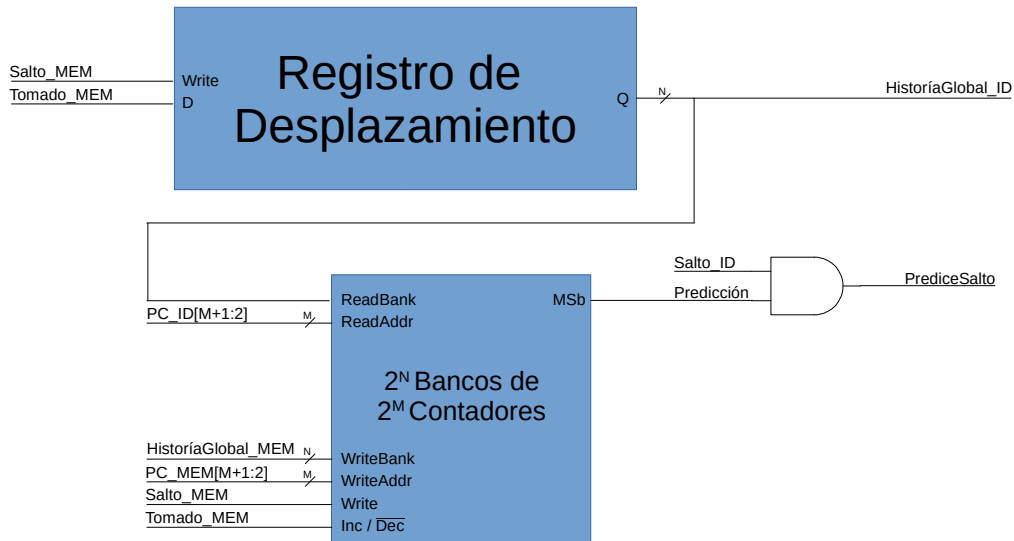 Salto_MEM
Tomado_MEM
Write
D
Registro de
Desplazamiento
Q
N
HistoríaGlobal_ID
Salto_ID
Predicción
PrediceSalto
ReadBank
MSb
PC_ID[M+1:2]
M
ReadAddr
2ᴺ Bancos de
2ᴹ Contadores
HistoríaGlobal_MEM
N
WriteBank
PC_MEM[M+1:2]
M
WriteAddr
Salto_MEM
Write
Tomado_MEM
Inc / D̅e̅c̅